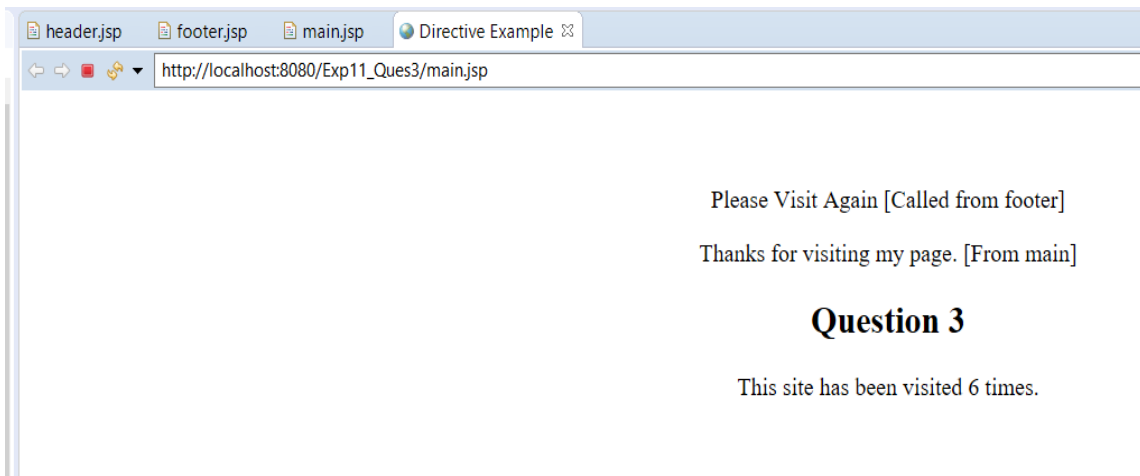 header.jsp footer.jsp main.jsp Directive Example
http://localhost:8080/Exp11_Ques3/main.jsp
Please Visit Again [Called from footer]
Thanks for visiting my page. [From main]
Question 3
This site has been visited 6 times.